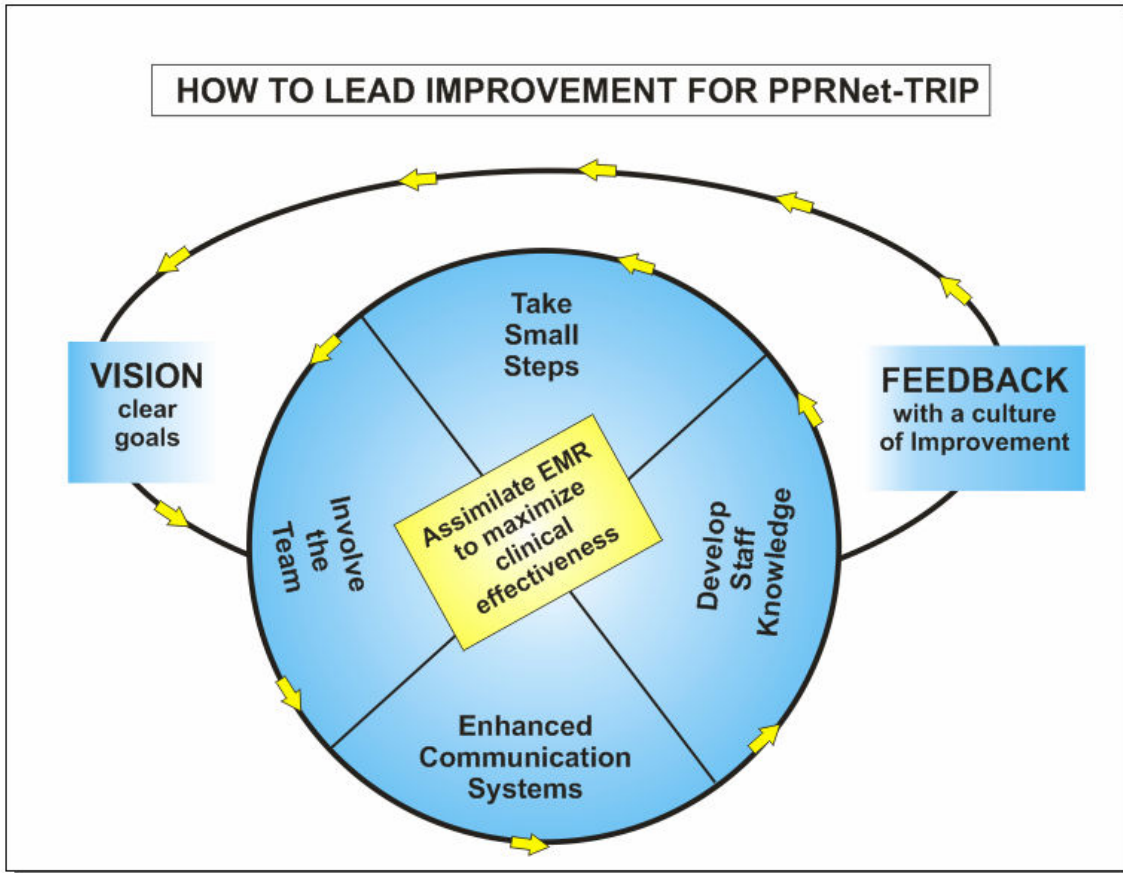 HOW TO LEAD IMPROVEMENT FOR PPRNet-TRIP
Take
Small
Steps
VISION
clear
goals
FEEDBACK
with a culture
of Improvement
Assimilate EMR
to maximize
clinical
effectiveness
Involve
the
Team
Develop
Staff
Knowledge
Enhanced
Communication
Systems